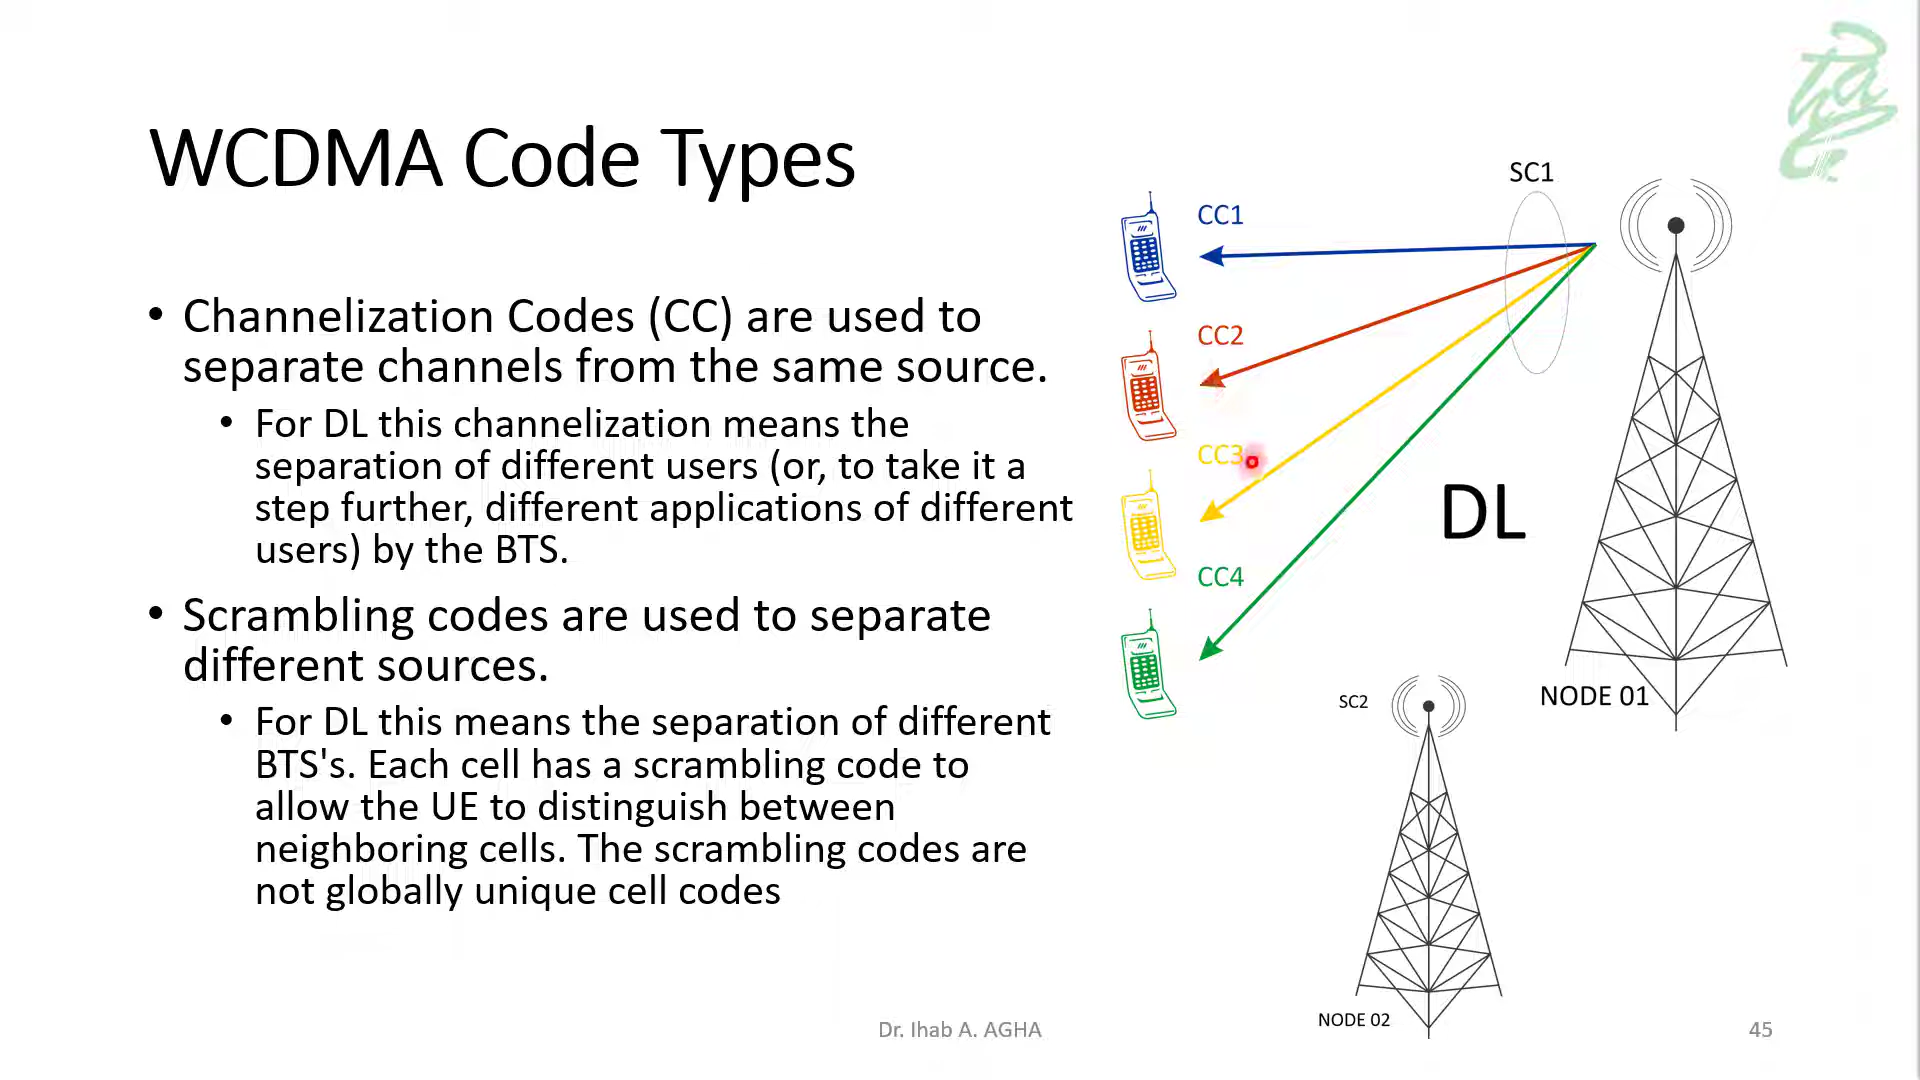 WCDMA Code Types
• Channelization Codes (CC) are used to
separate channels from the same source.
• For DL this channelization means the
separation of different users (or, to take it a
step further, different applications of different
users) by the BTS.
• Scrambling codes are used to separate
different sources.
• For DL this means the separation of different
BTS's. Each cell has a scrambling code to
allow the UE to distinguish between
neighboring cells. The scrambling codes are
not globally unique cell codes
SC1
CC1
CC2
CC3
CC4
DL
NODE 01
SC2
NODE 02
Dr. Ihab A. AGHA
45